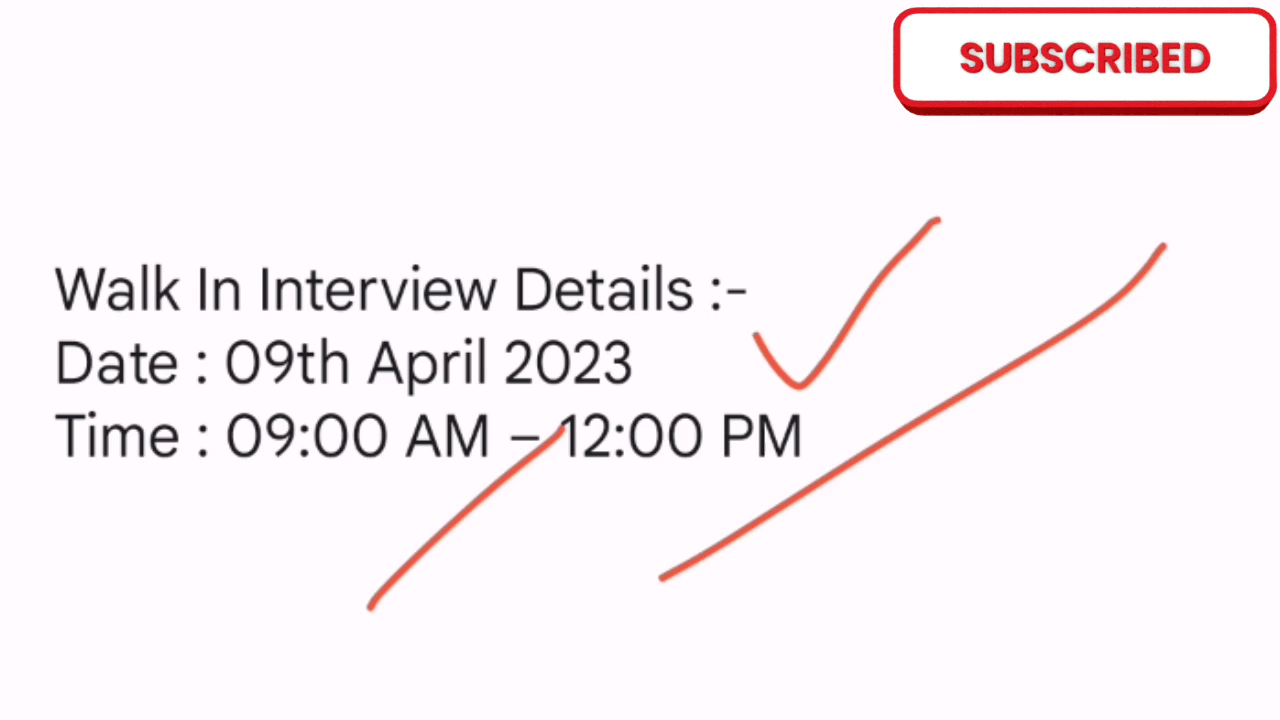 SUBSCRIBED
Walk In Interview Details :-
Date : 09th April 2023
Time : 09:00 AM – 12:00 PM